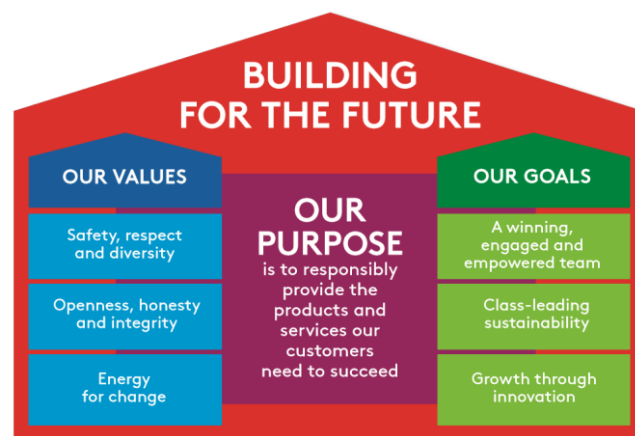 BUILDING
FOR THE FUTURE
OUR VALUES
Safety, respect
and diversity
Openness, honesty
and integrity
Energy
for change
OUR
PURPOSE
is to responsibly
provide the
products and
services our
customers
need to succeed
OUR GOALS
A winning,
engaged and
empowered team
Class-leading
sustainability
Growth through
innovation